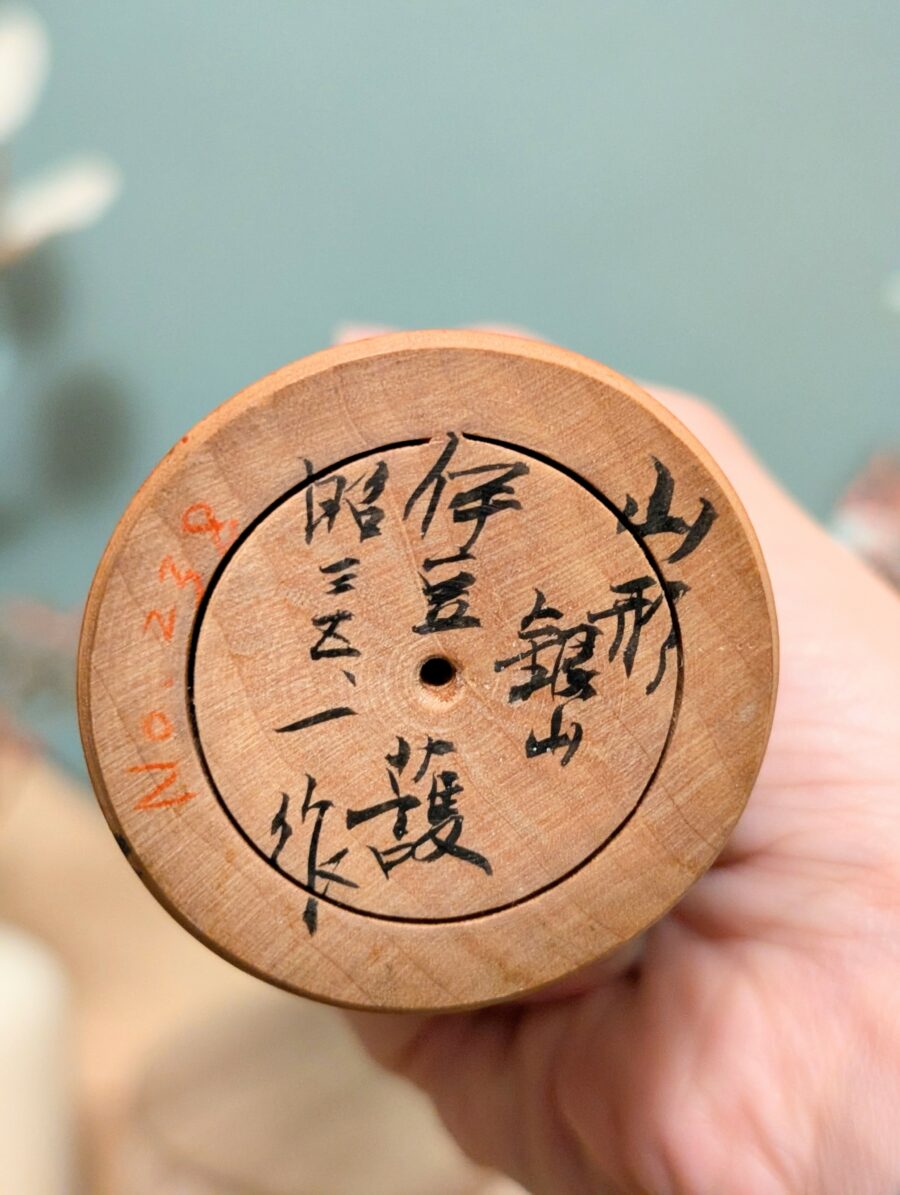 山形
銀山
伊豆 護
昭三五、一 作
No. 239